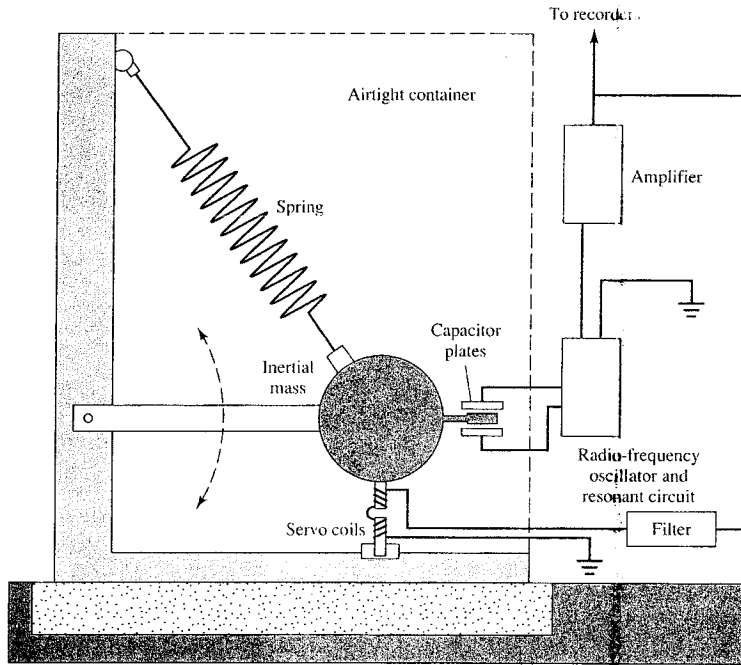 To recorder
Airtight container
Amplifier
Spring
Capacitor
plates
Inertial
mass
Radio-frequency
oscillator and
resonant circuit
Servo coils
Filter